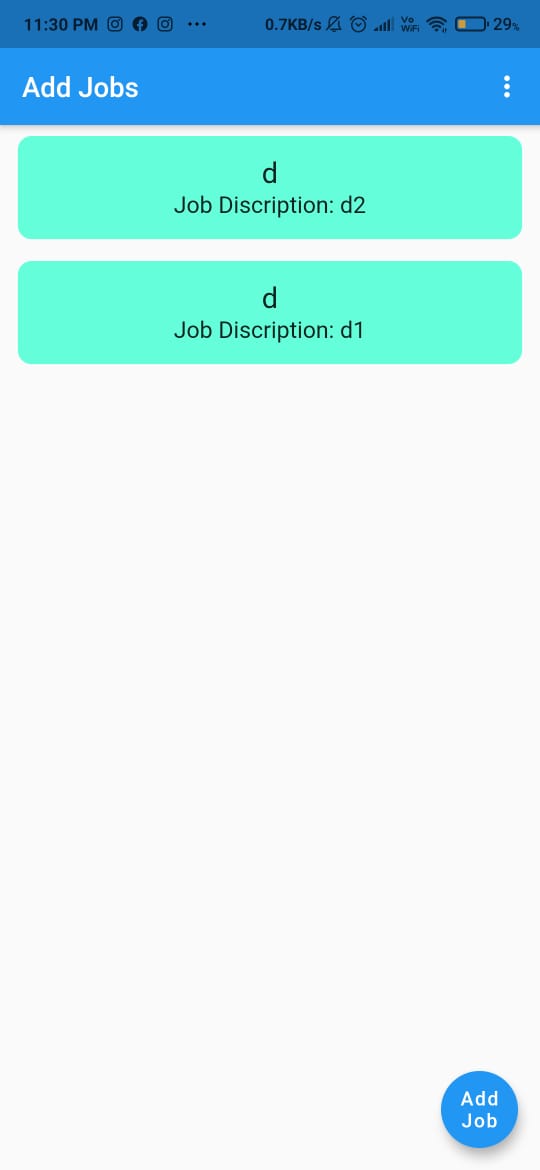 11:30 PM 0.7KB/s Vo WiFi 29%
Add Jobs
d
Job Discription: d2
d
Job Discription: d1
Add
Job